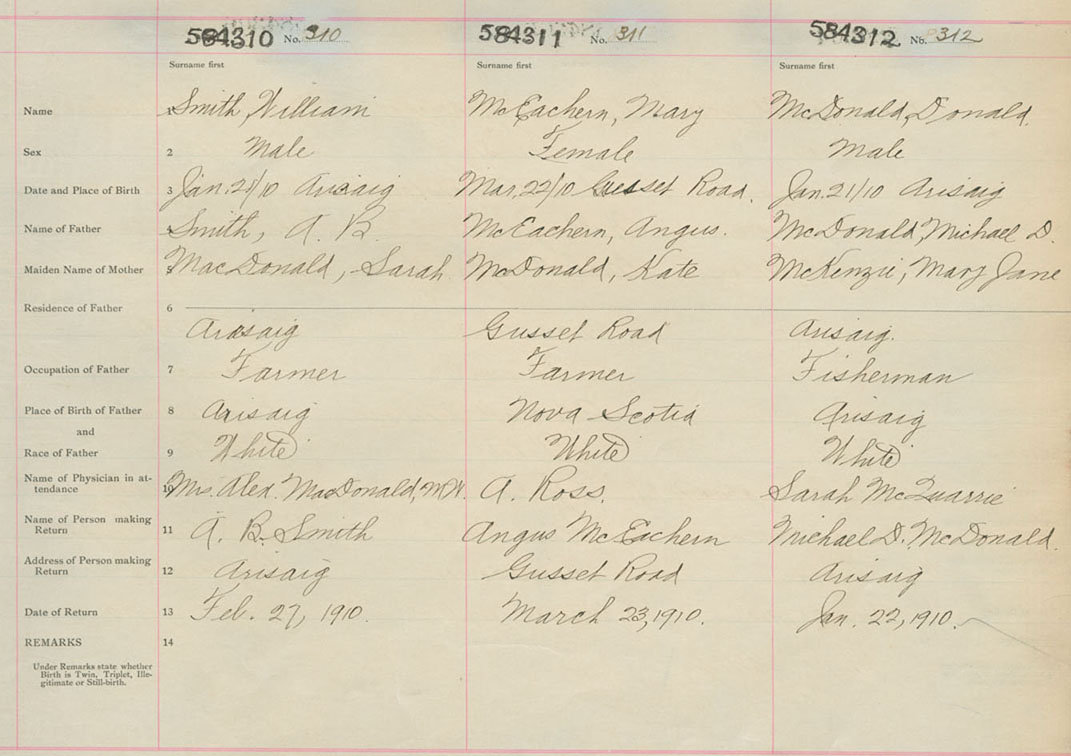 584310 No. 310 584311 No. 311 584312 No. 312
Surname first Surname first Surname first
Name 1 Smith, William McEachern, Mary McDonald, Donald.
Sex 2 Male Female Male
Date and Place of Birth 3 Jan. 21/10 Arisaig Mar. 22/10 Gusset Road. Jan. 21/10 Arisaig
Name of Father 4 Smith, A. B. McEachern, Angus. McDonald, Michael D.
Maiden Name of Mother 5 MacDonald, Sarah McDonald, Kate McKenzie, Mary Jane
Residence of Father 6
Arisaig Gusset Road Arisaig.
Occupation of Father 7 Farmer Farmer Fisherman
Place of Birth of Father 8 Arisaig Nova Scotia Arisaig
and
Race of Father 9 White White White
Name of Physician in at-
tendance 10 Mrs. Alex. MacDonald, M.W. A. Ross. Sarah McQuarrie
Name of Person making
Return 11 A. B. Smith Angus McEachern Michael D. McDonald.
Address of Person making
Return 12 Arisaig Gusset Road Arisaig
Date of Return 13 Feb. 27, 1910. March 23, 1910. Jan. 22, 1910.
REMARKS 14
Under Remarks state whether
Birth is Twin, Triplet, Ille-
gitimate or Still-birth.